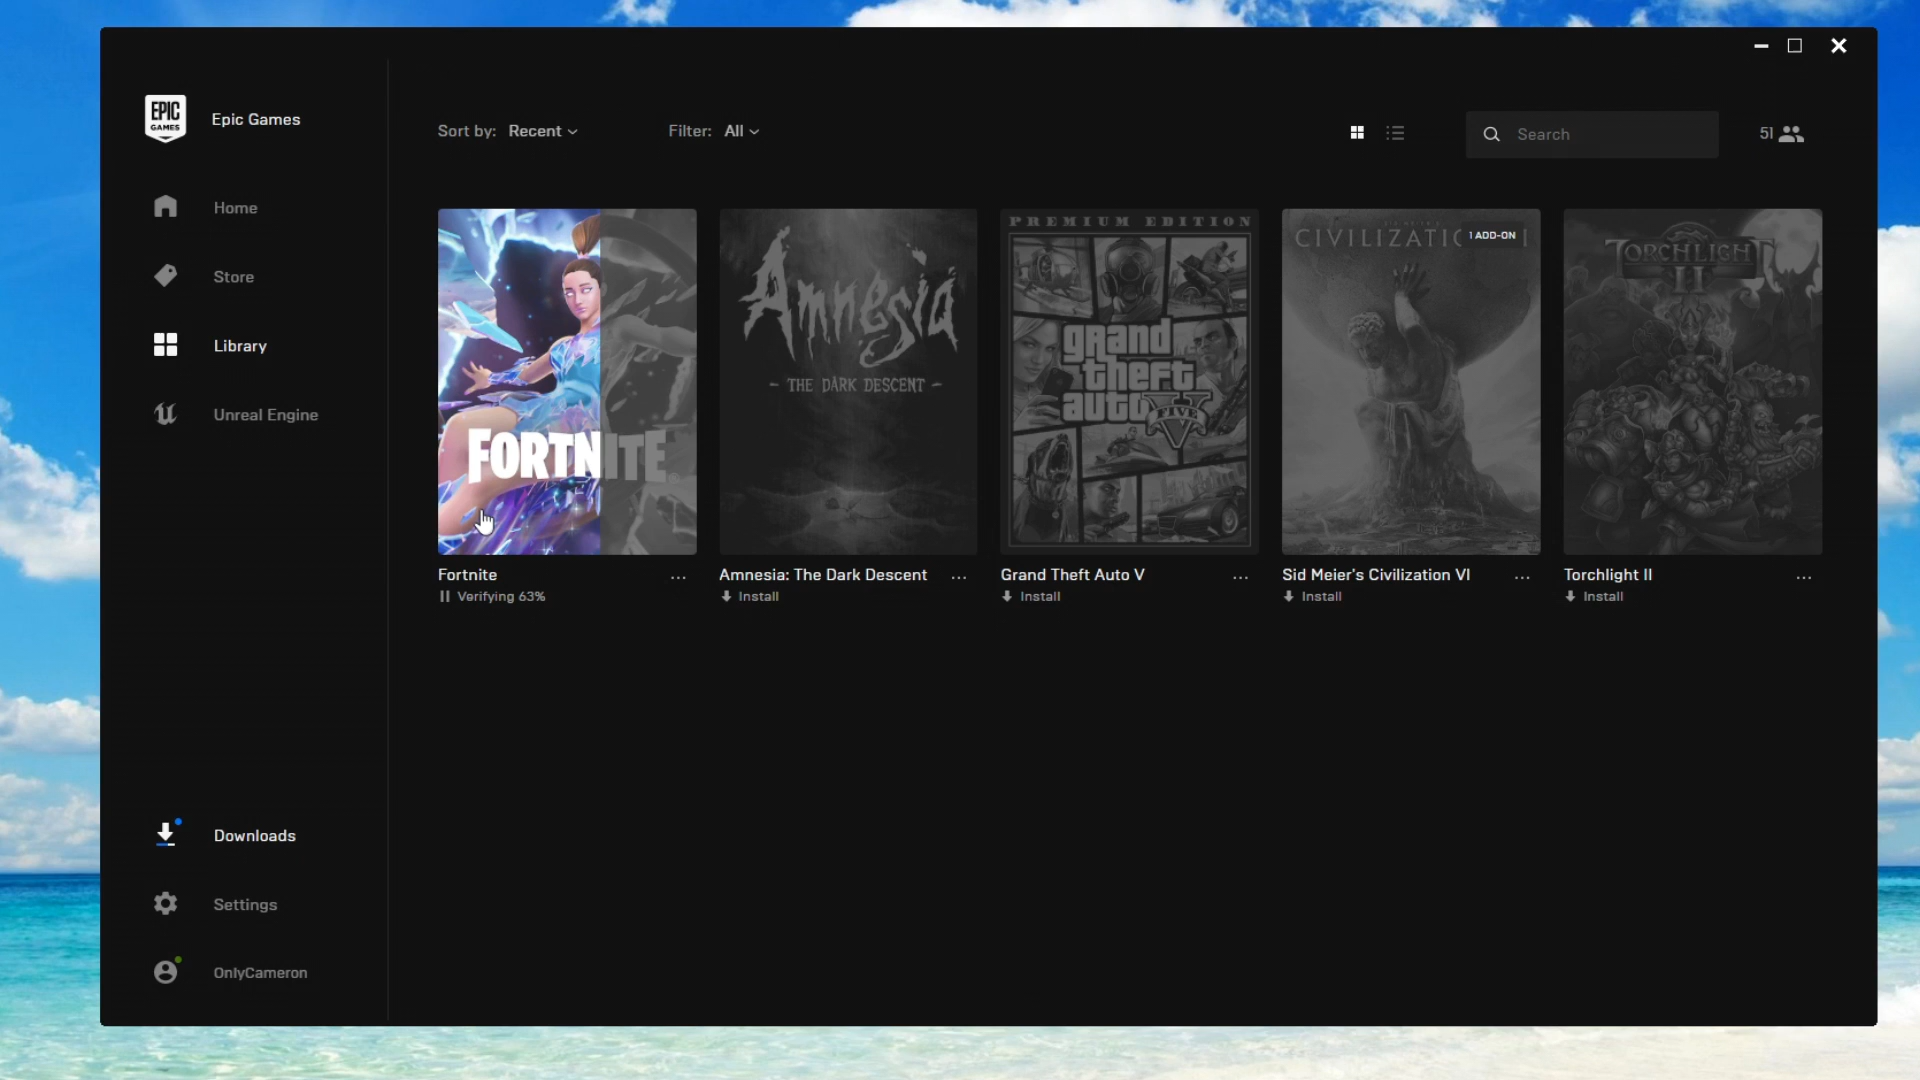 EPIC
GAMES
Epic Games
Home
Store
Library
Unreal Engine
Downloads
Settings
OnlyCameron
Sort by: Recent
Filter: All
Search
51
FORTNITE
Fortnite
Verifying 63%
Amnesia
- THE DARK DESCENT -
Amnesia: The Dark Descent
Install
PREMIUM EDITION
grand
theft
auto
FIVE
V
Grand Theft Auto V
Install
CIVILIZATIO
1 ADD-ON
Sid Meier's Civilization VI
Install
TORCHLIGHT
II
Torchlight II
Install